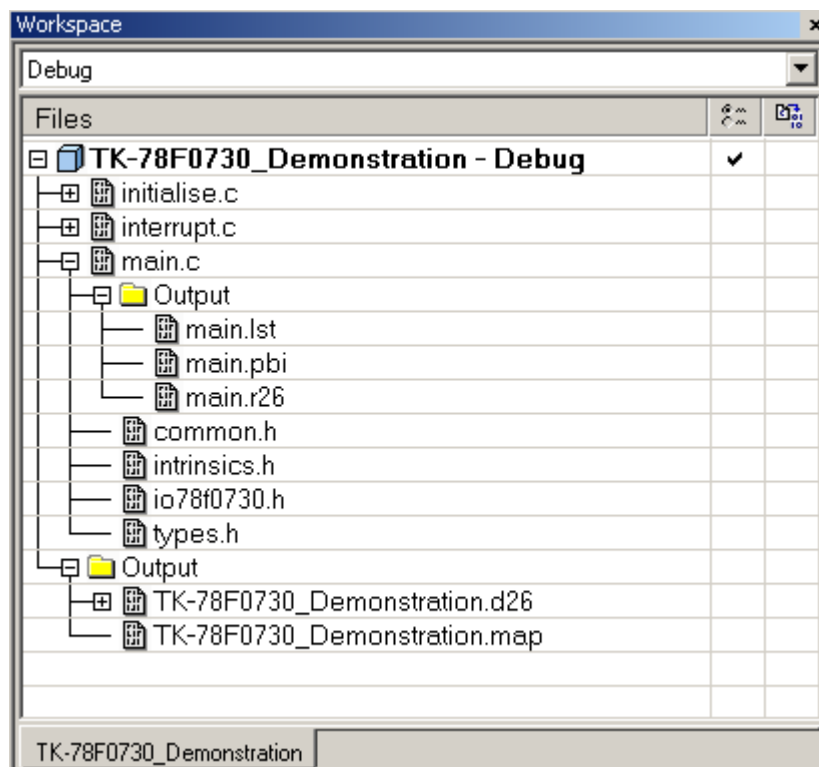 Workspace
Debug
Files
TK-78F0730_Demonstration - Debug
initialise.c
interrupt.c
main.c
Output
main.lst
main.pbi
main.r26
common.h
intrinsics.h
io78f0730.h
types.h
Output
TK-78F0730_Demonstration.d26
TK-78F0730_Demonstration.map
TK-78F0730_Demonstration